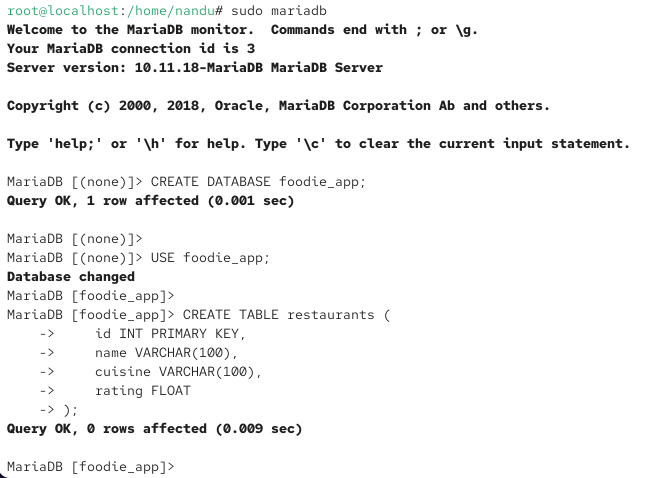 root@localhost:/home/nandu# sudo mariadb
Welcome to the MariaDB monitor.  Commands end with ; or \g.
Your MariaDB connection id is 3
Server version: 10.11.18-MariaDB MariaDB Server

Copyright (c) 2000, 2018, Oracle, MariaDB Corporation Ab and others.

Type 'help;' or '\h' for help. Type '\c' to clear the current input statement.

MariaDB [(none)]> CREATE DATABASE foodie_app;
Query OK, 1 row affected (0.001 sec)

MariaDB [(none)]>
MariaDB [(none)]> USE foodie_app;
Database changed
MariaDB [foodie_app]>
MariaDB [foodie_app]> CREATE TABLE restaurants (
    ->     id INT PRIMARY KEY,
    ->     name VARCHAR(100),
    ->     cuisine VARCHAR(100),
    ->     rating FLOAT
    -> );
Query OK, 0 rows affected (0.009 sec)

MariaDB [foodie_app]>